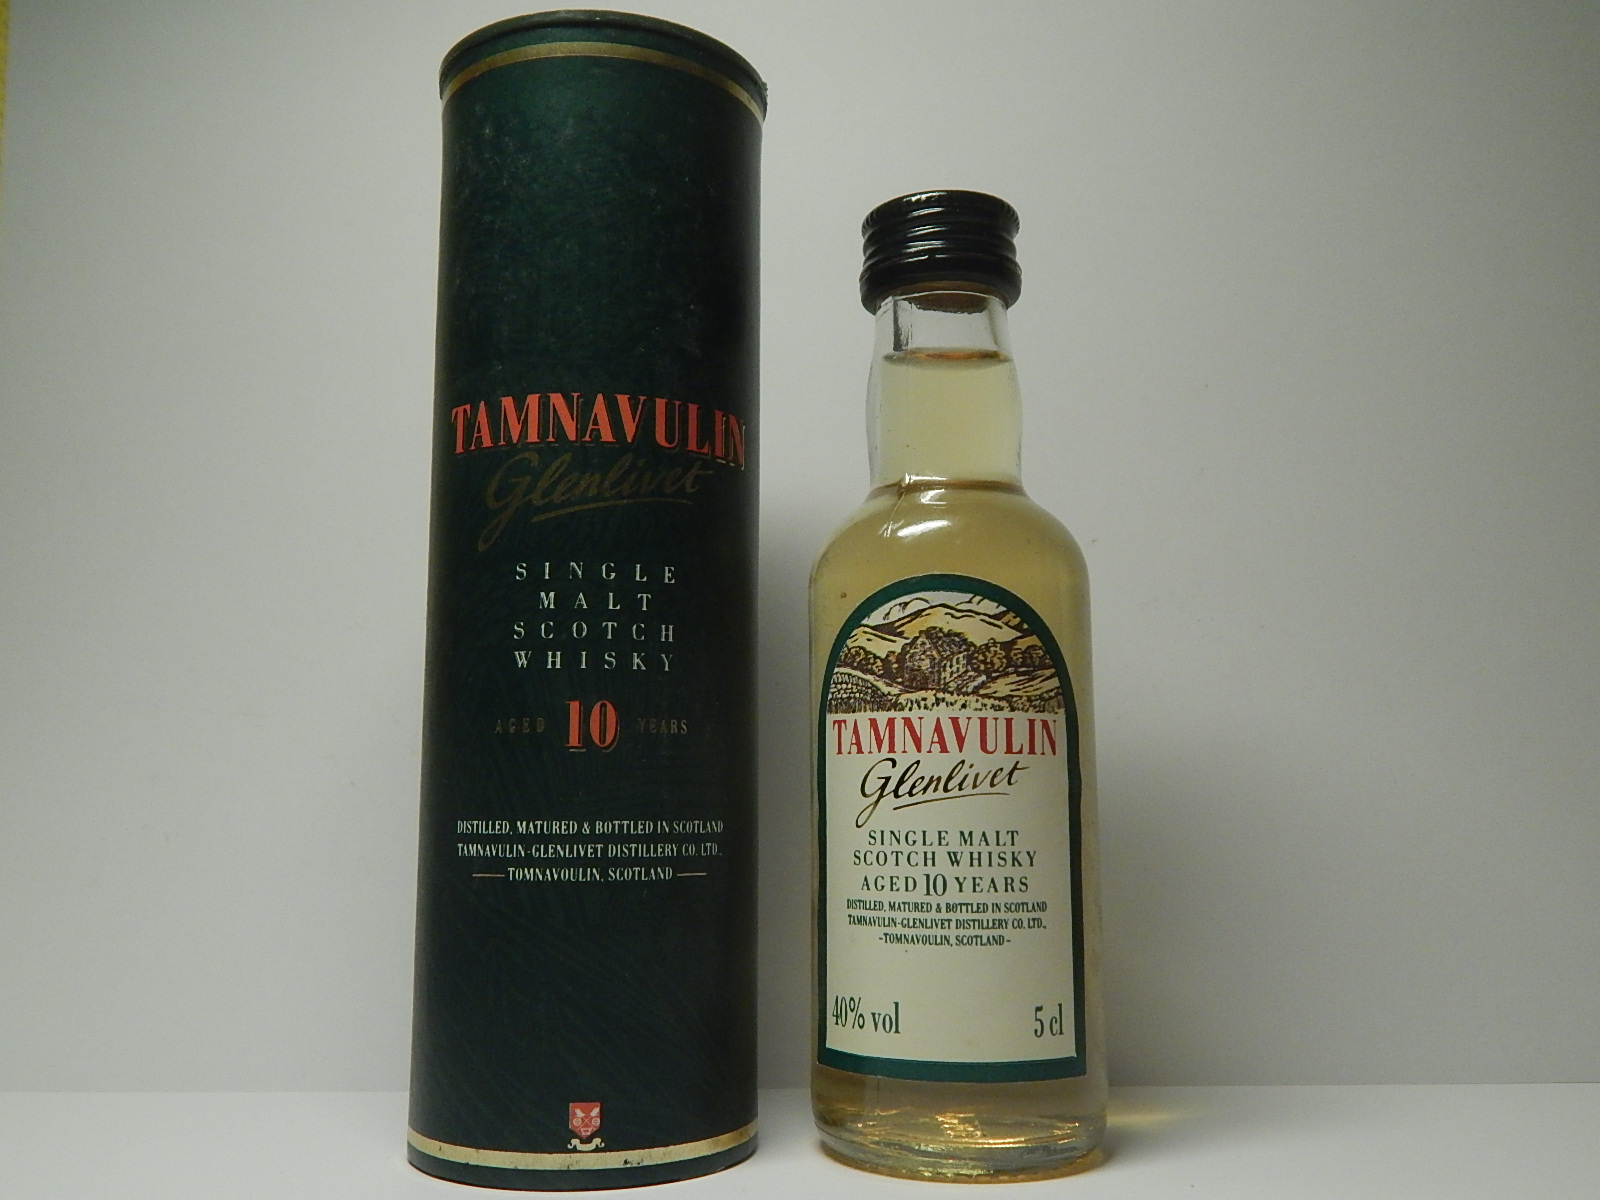 TAMNAVULIN
Glenlivet
SINGLE
MALT
SCOTCH
WHISKY
AGED 10 YEARS
DISTILLED, MATURED & BOTTLED IN SCOTLAND
TAMNAVULIN-GLENLIVET DISTILLERY CO. LTD.,
TOMNAVOULIN, SCOTLAND
TAMNAVULIN
Glenlivet
SINGLE MALT
SCOTCH WHISKY
AGED 10 YEARS
DISTILLED, MATURED & BOTTLED IN SCOTLAND
TAMNAVULIN-GLENLIVET DISTILLERY CO. LTD.,
-TOMNAVOULIN, SCOTLAND-
40% vol 5 cl